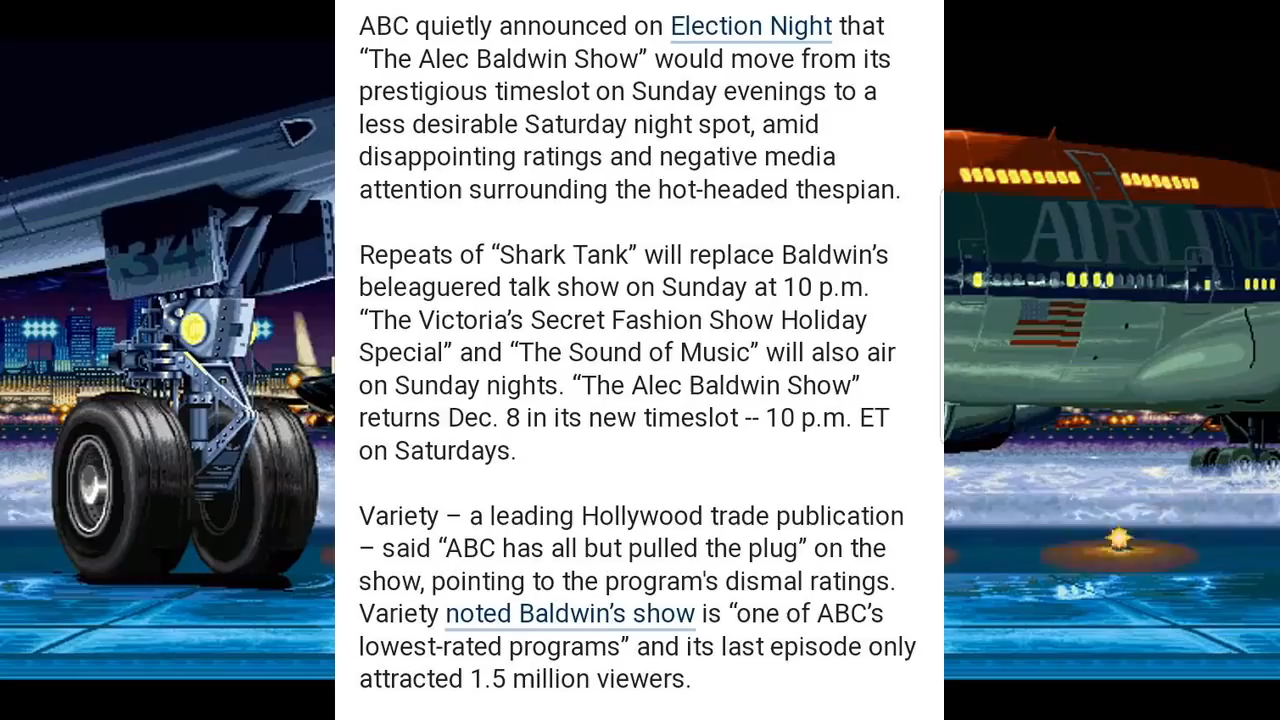 ABC quietly announced on Election Night that
“The Alec Baldwin Show” would move from its
prestigious timeslot on Sunday evenings to a
less desirable Saturday night spot, amid
disappointing ratings and negative media
attention surrounding the hot-headed thespian.
Repeats of “Shark Tank” will replace Baldwin’s
beleaguered talk show on Sunday at 10 p.m.
“The Victoria’s Secret Fashion Show Holiday
Special” and “The Sound of Music” will also air
on Sunday nights. “The Alec Baldwin Show”
returns Dec. 8 in its new timeslot -- 10 p.m. ET
on Saturdays.
Variety – a leading Hollywood trade publication
– said “ABC has all but pulled the plug” on the
show, pointing to the program's dismal ratings.
Variety noted Baldwin’s show is “one of ABC’s
lowest-rated programs” and its last episode only
attracted 1.5 million viewers.
34
AIRLINE